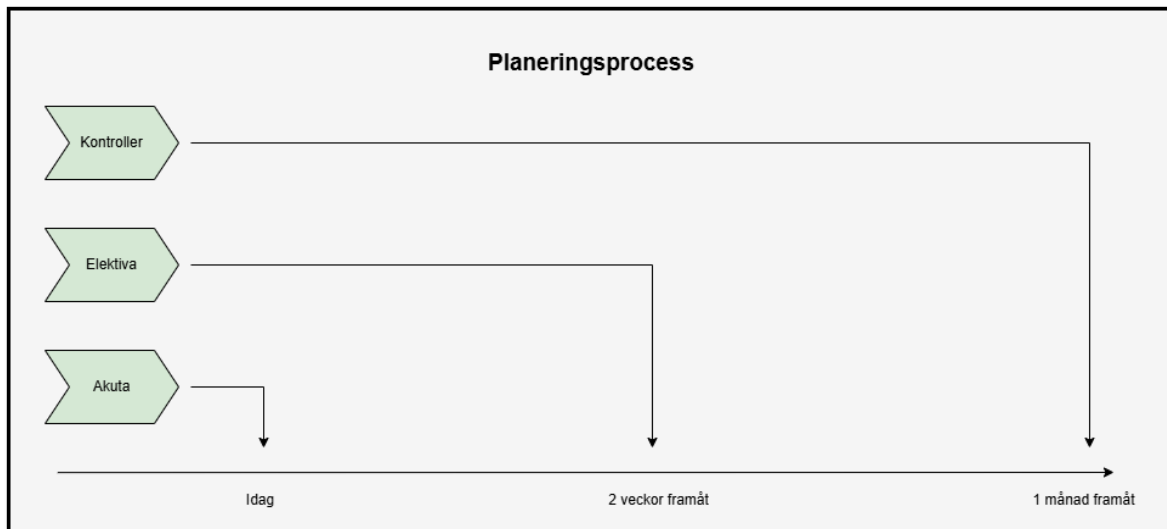 Planeringsprocess
Kontroller
Elektiva
Akuta
Idag
2 veckor framåt
1 månad framåt